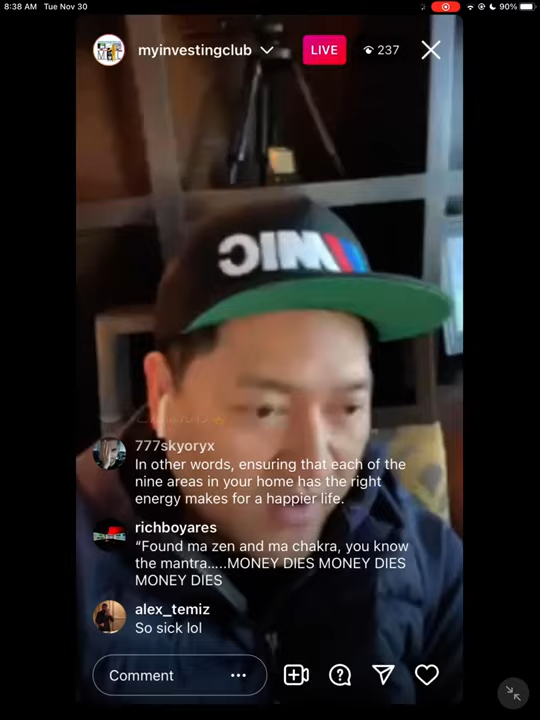 8:38 AM Tue Nov 30
90%
myinvestingclub
LIVE
237
MIC
777skyoryx
In other words, ensuring that each of the
nine areas in your home has the right
energy makes for a happier life.
richboyares
“Found ma zen and ma chakra, you know
the mantra.....MONEY DIES MONEY DIES
MONEY DIES
alex_temiz
So sick lol
Comment